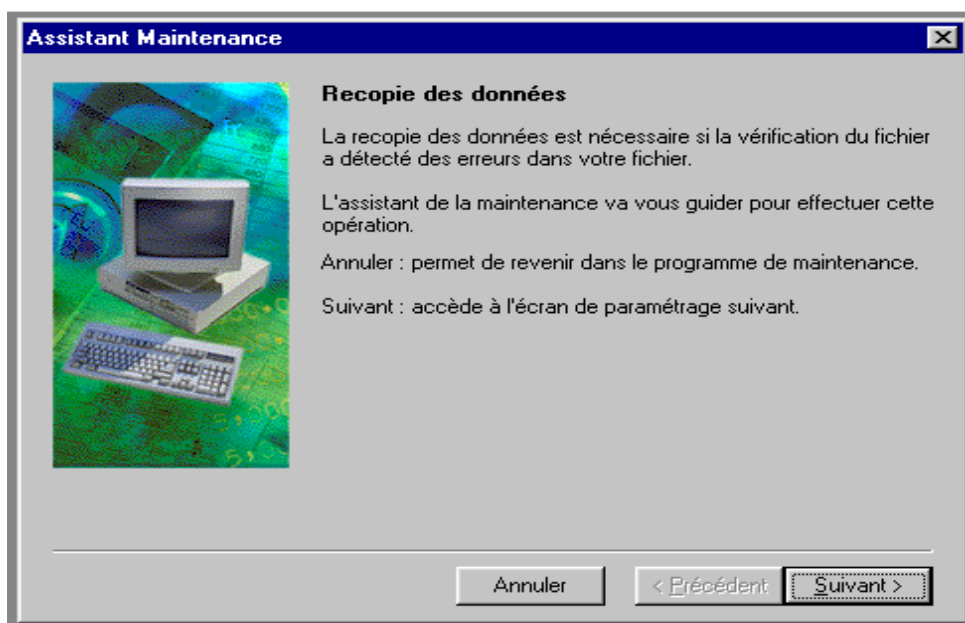 Assistant Maintenance
Recopie des données
La recopie des données est nécessaire si la vérification du fichier
a détecté des erreurs dans votre fichier.
L'assistant de la maintenance va vous guider pour effectuer cette
opération.
Annuler : permet de revenir dans le programme de maintenance.
Suivant : accède à l'écran de paramétrage suivant.
Annuler
< Précédent
Suivant >